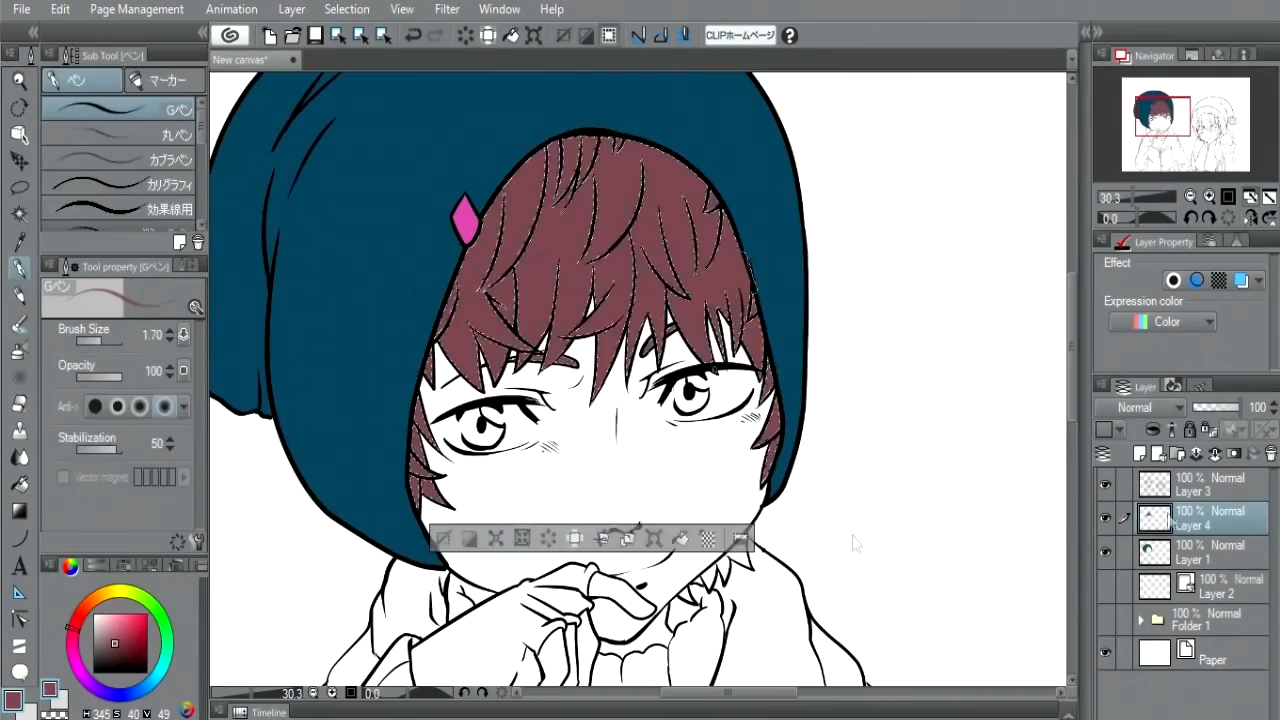 File Edit Page Management Animation Layer Selection View Filter Window Help
CLIPホームページ
Sub Tool [ペン]
New canvas*
Navigator
ペン マーカー
Gペン
丸ペン
カブラペン
カリグラフィ
効果線用
30.3
0.0
Layer Property
Tool property [Gペン]
Gペン
Effect
Expression color
Color
Brush Size 1.70
Opacity 100
Stabilization 50
Vector magnet
Layer
Normal 100
100 % Normal
Layer 3
100 % Normal
Layer 4
100 % Normal
Layer 1
100 % Normal
Layer 2
100 % Normal
Folder 1
Paper
30.3 0.0
H 345 S 40 V 49
Timeline